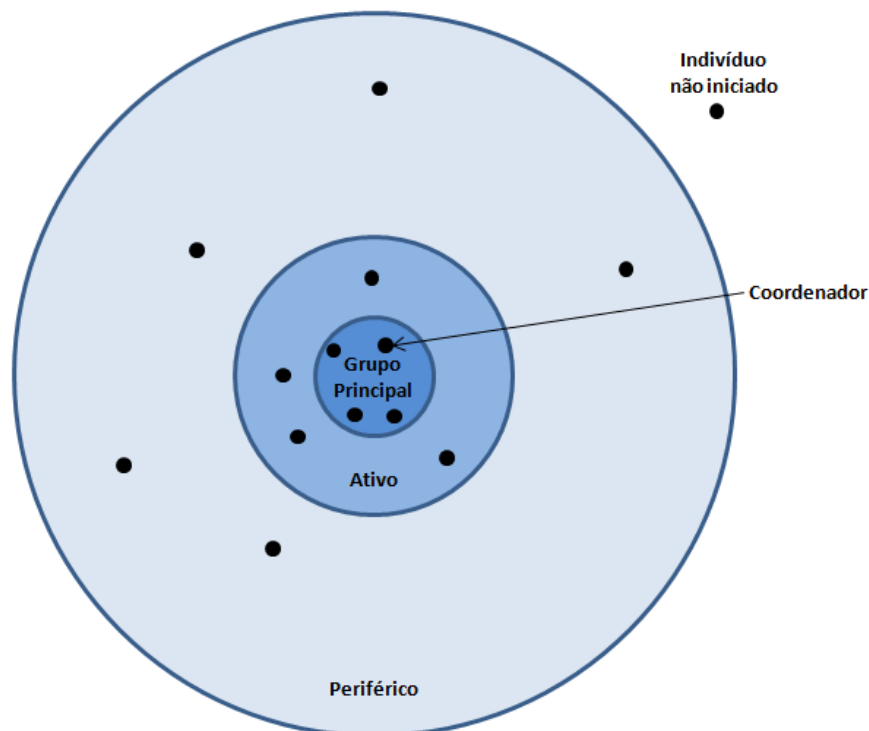 Indivíduo
não iniciado
Coordenador
Grupo
Principal
Ativo
Periférico